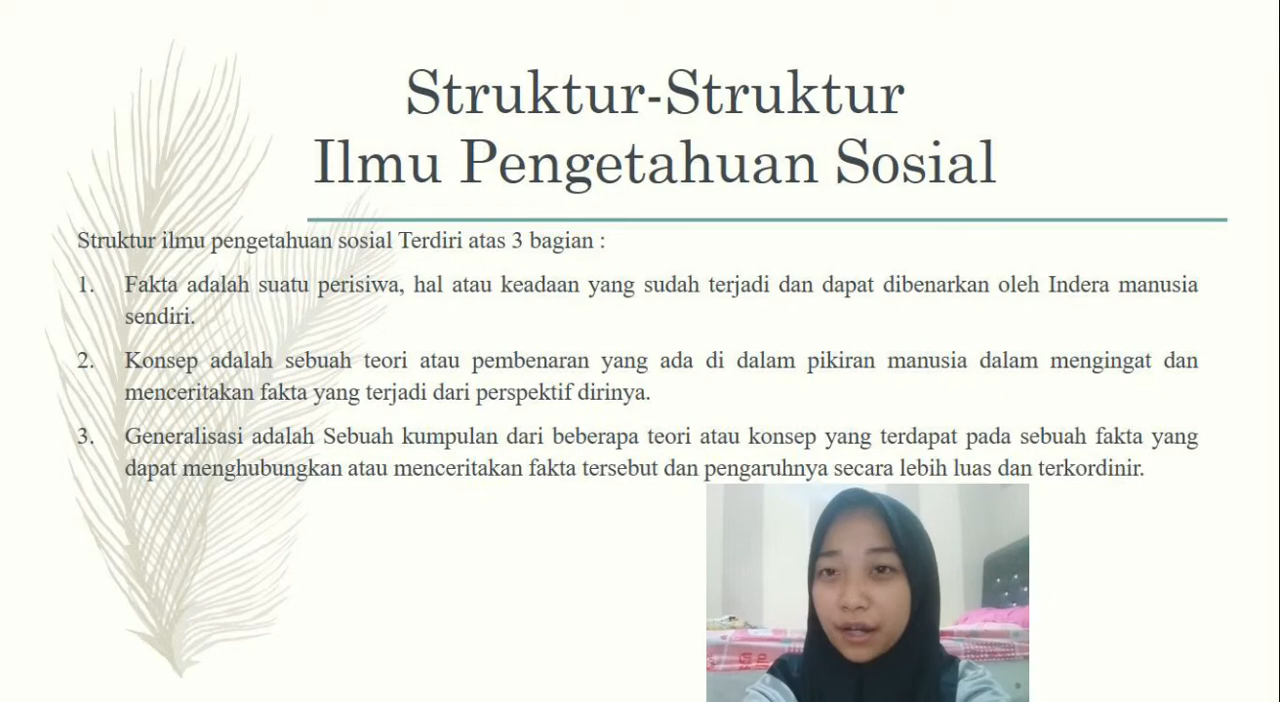 Struktur-Struktur
Ilmu Pengetahuan Sosial
Struktur ilmu pengetahuan sosial Terdiri atas 3 bagian :
1. Fakta adalah suatu perisiwa, hal atau keadaan yang sudah terjadi dan dapat dibenarkan oleh Indera manusia
sendiri.
2. Konsep adalah sebuah teori atau pembenaran yang ada di dalam pikiran manusia dalam mengingat dan
menceritakan fakta yang terjadi dari perspektif dirinya.
3. Generalisasi adalah Sebuah kumpulan dari beberapa teori atau konsep yang terdapat pada sebuah fakta yang
dapat menghubungkan atau menceritakan fakta tersebut dan pengaruhnya secara lebih luas dan terkordinir.